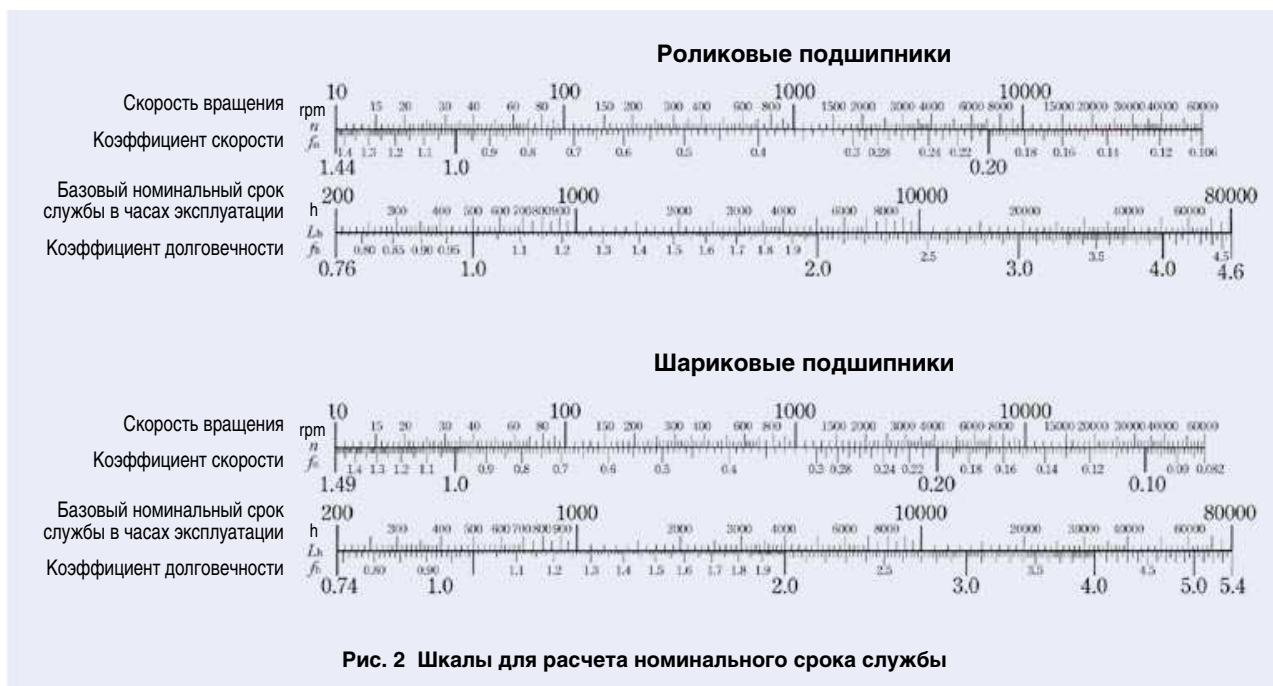 Роликовые подшипники
10 100 1000 10000
Скорость вращения rpm 15 20 30 40 60 80 150 200 300 400 600 800 1500 2000 3000 4000 6000 8000 15000 20000 30000 40000 60000
n
Коэффициент скорости fn 1.4 1.3 1.2 1.1 0.9 0.8 0.7 0.6 0.5 0.4 0.3 0.28 0.24 0.22 0.18 0.16 0.14 0.12 0.106
1.44 1.0 0.20
Базовый номинальный срок 200 1000 10000 80000
службы в часах эксплуатации h 300 400 500 600 700 800 900 2000 3000 4000 6000 8000 20000 40000 60000
Lh
Коэффициент долговечности fh 0.80 0.85 0.90 0.95 1.1 1.2 1.3 1.4 1.5 1.6 1.7 1.8 1.9 2.5 3.5 4.5
0.76 1.0 2.0 3.0 4.0 4.6
Шариковые подшипники
10 100 1000 10000
Скорость вращения rpm 15 20 30 40 60 80 150 200 300 400 600 800 1500 2000 3000 4000 6000 8000 15000 20000 30000 40000 60000
n
Коэффициент скорости fn 1.4 1.3 1.2 1.1 0.9 0.8 0.7 0.6 0.5 0.4 0.3 0.28 0.24 0.22 0.18 0.16 0.14 0.12 0.09 0.082
1.49 1.0 0.20 0.10
Базовый номинальный срок 200 1000 10000 80000
службы в часах эксплуатации h 300 400 500 600 700 800 900 2000 3000 4000 6000 8000 20000 30000 40000 60000
Lh
Коэффициент долговечности fh 0.80 0.90 1.1 1.2 1.3 1.4 1.5 1.6 1.7 1.8 1.9 2.5 3.5 4.5
0.74 1.0 2.0 3.0 4.0 5.0 5.4
Рис. 2 Шкалы для расчета номинального срока службы